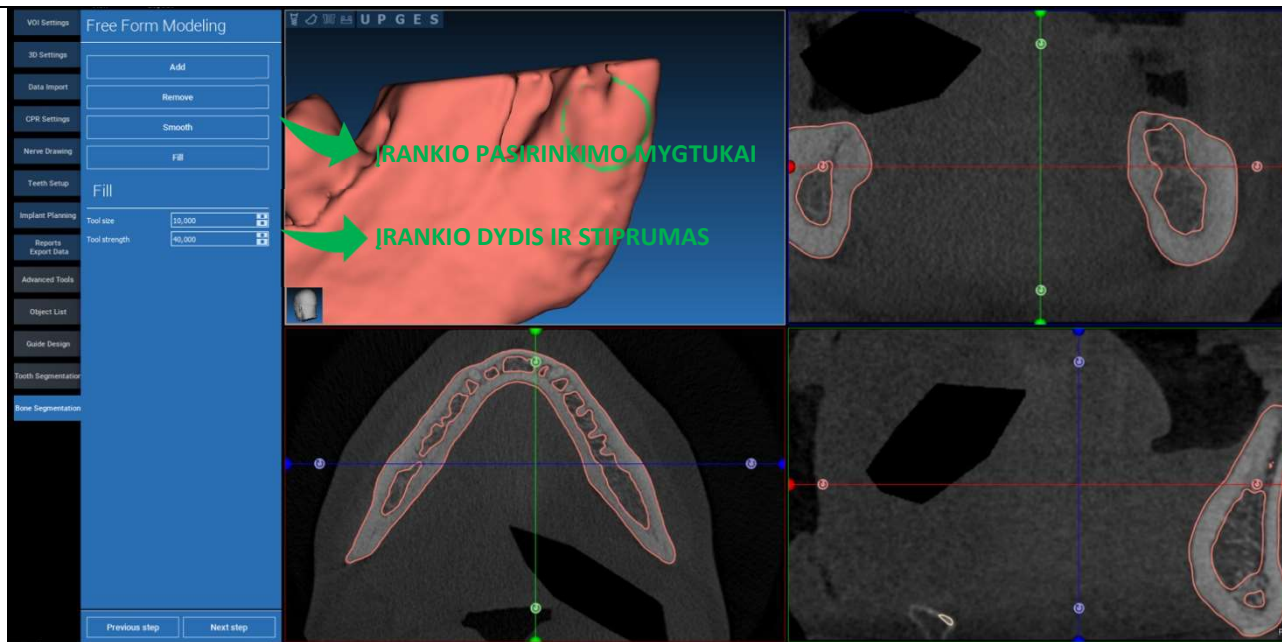 VOI Settings
3D Settings
Data Import
CPR Settings
Nerve Drawing
Teeth Setup
Implant Planning
Reports
Export Data
Advanced Tools
Object List
Guide Design
Tooth Segmentation
Bone Segmentation
Free Form Modeling
Add
Remove
Smooth
Fill
Fill
Tool size 10,000
Tool strength 40,000
Previous step Next step
U P G E S
ĮRANKIO PASIRINKIMO MYGTUKAI
ĮRANKIO DYDIS IR STIPRUMAS